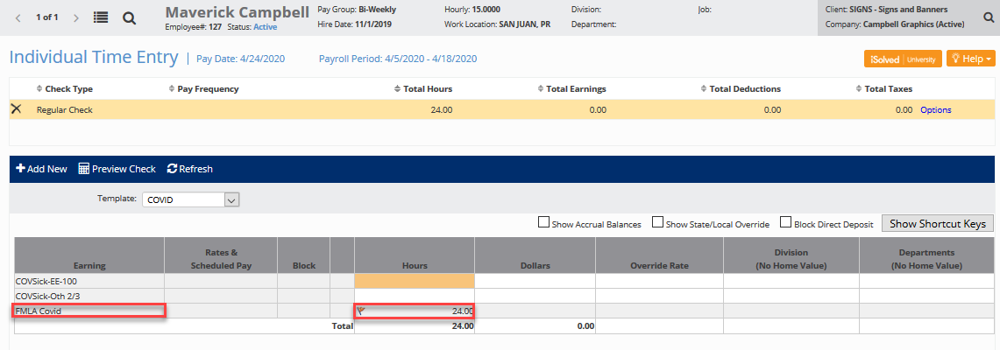 1 of 1
Maverick Campbell
Employee#: 127 Status: Active
Pay Group: Bi-Weekly
Hire Date: 11/1/2019
Hourly: 15.0000
Work Location: SAN JUAN, PR
Division:
Department:
Job:
Client: SIGNS - Signs and Banners
Company: Campbell Graphics (Active)
Individual Time Entry | Pay Date: 4/24/2020 Payroll Period: 4/5/2020 - 4/18/2020
iSolved University Help
Check Type Pay Frequency Total Hours Total Earnings Total Deductions Total Taxes
Regular Check 24.00 0.00 0.00 0.00 Options
Add New Preview Check Refresh
Template: COVID
Show Accrual Balances Show State/Local Override Block Direct Deposit Show Shortcut Keys
Earning Rates & Scheduled Pay Block Hours Dollars Override Rate Division (No Home Value) Departments (No Home Value)
COVSick-EE-100
COVSick-Oth 2/3
FMLA Covid 24.00
Total 24.00 0.00